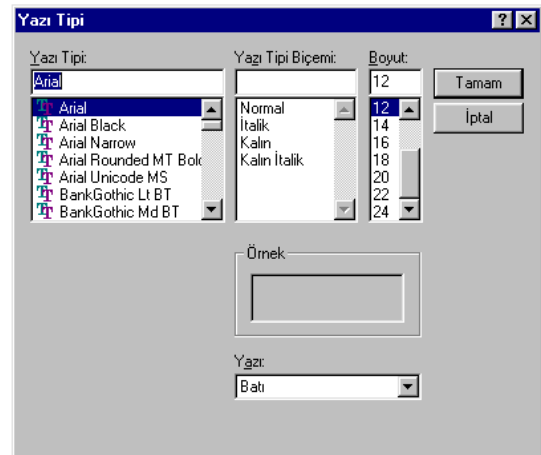 Yazı Tipi
Yazı Tipi: Yazı Tipi Biçemi: Boyut:
Arial 12 Tamam
Arial Normal 12 İptal
Arial Black İtalik 14
Arial Narrow Kalın 16
Arial Rounded MT Bold Kalın İtalik 18
Arial Unicode MS 20
BankGothic Lt BT 22
BankGothic Md BT 24
Örnek
Yazı:
Batı